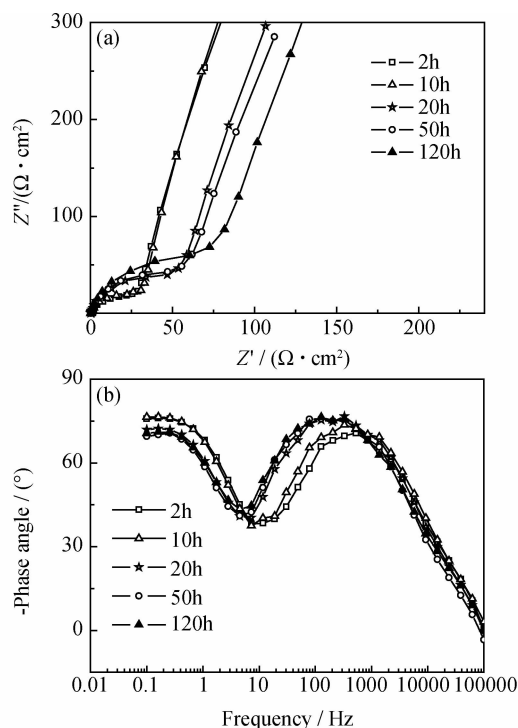 (a)
300
200
100
0
0
50
100
150
200
Z''/(Ω · cm²)
Z' / (Ω · cm²)
2h
10h
20h
50h
120h
(b)
90
60
30
0
0.01
0.1
1
10
100
1000
10000
100000
-Phase angle / (°)
Frequency / Hz
2h
10h
20h
50h
120h